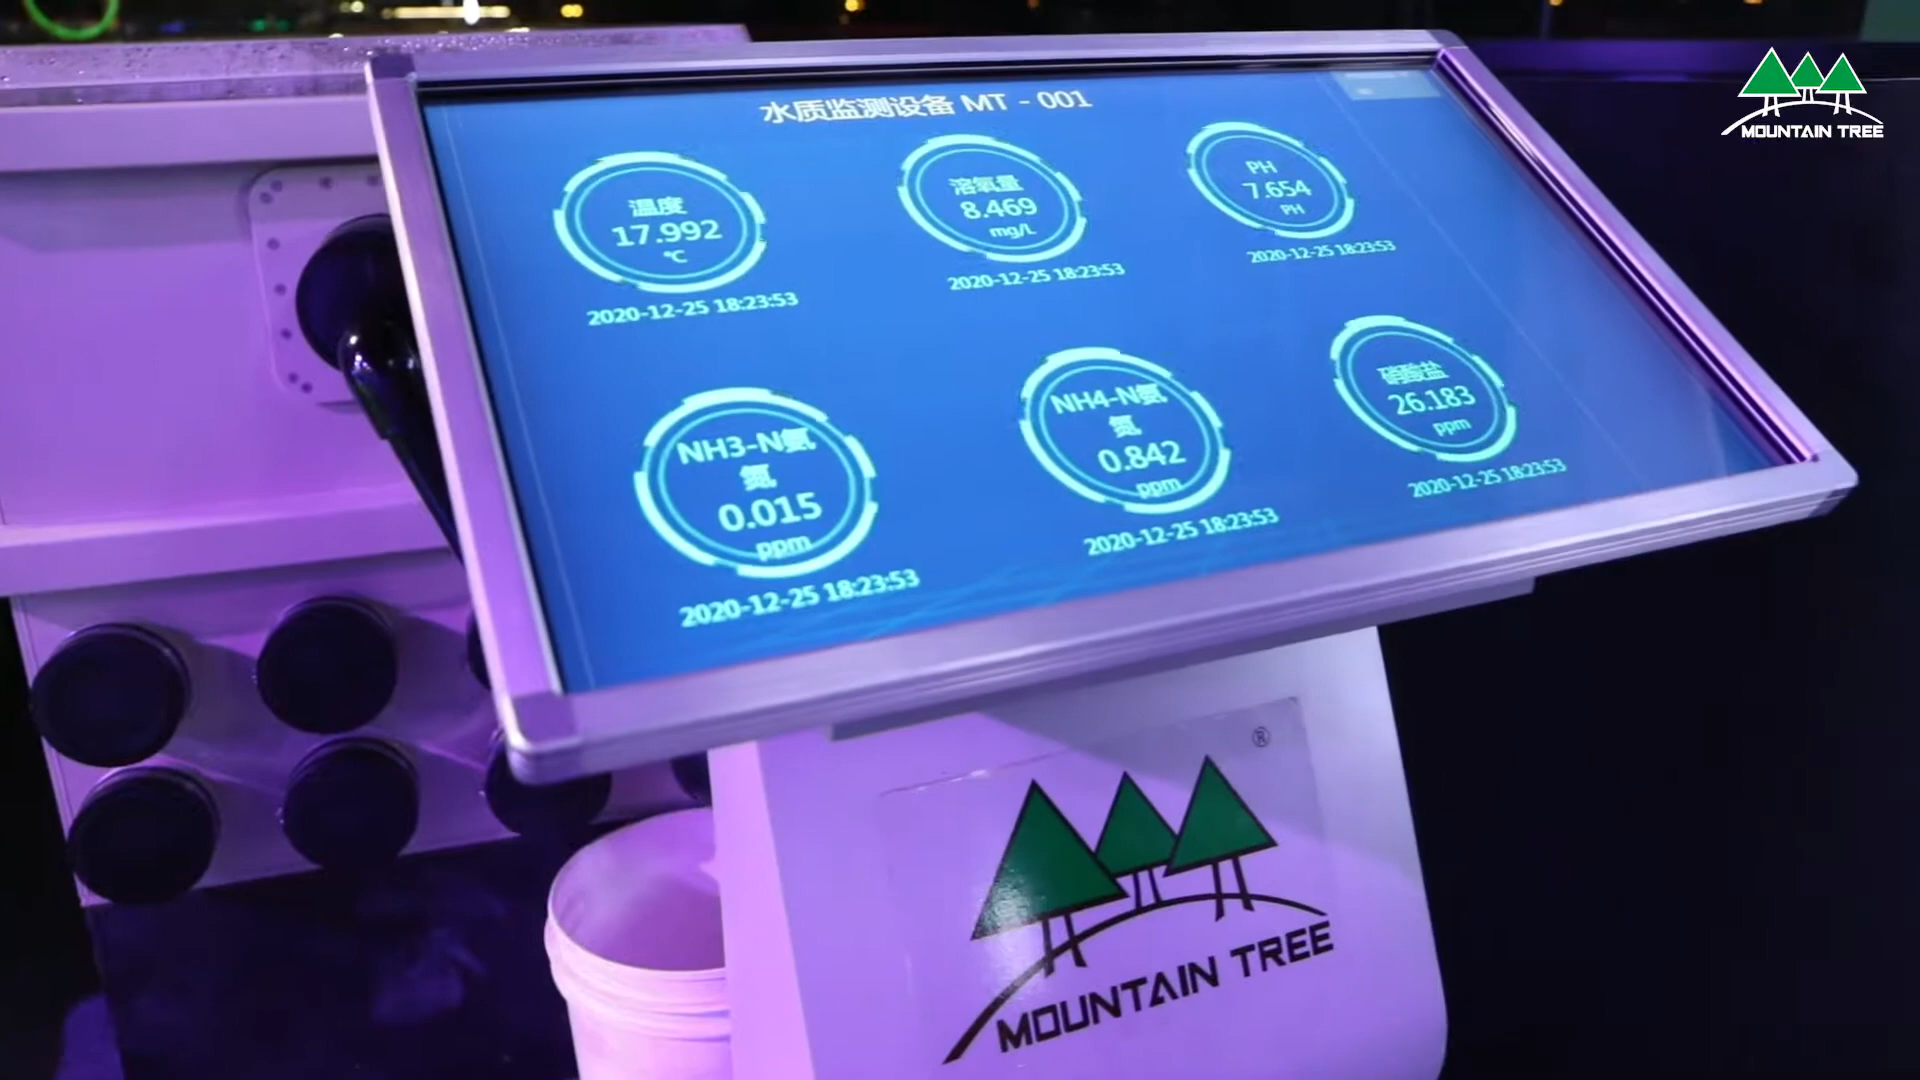 水质监测设备 MT - 001
MOUNTAIN TREE
温度
17.992
℃
2020-12-25 18:23:53
溶氧量
8.469
mg/L
2020-12-25 18:23:53
PH
7.654
PH
2020-12-25 18:23:53
NH3-N氨
氮
0.015
ppm
2020-12-25 18:23:53
NH4-N氨
氮
0.842
ppm
2020-12-25 18:23:53
硝酸盐
26.183
ppm
2020-12-25 18:23:53
®
MOUNTAIN TREE